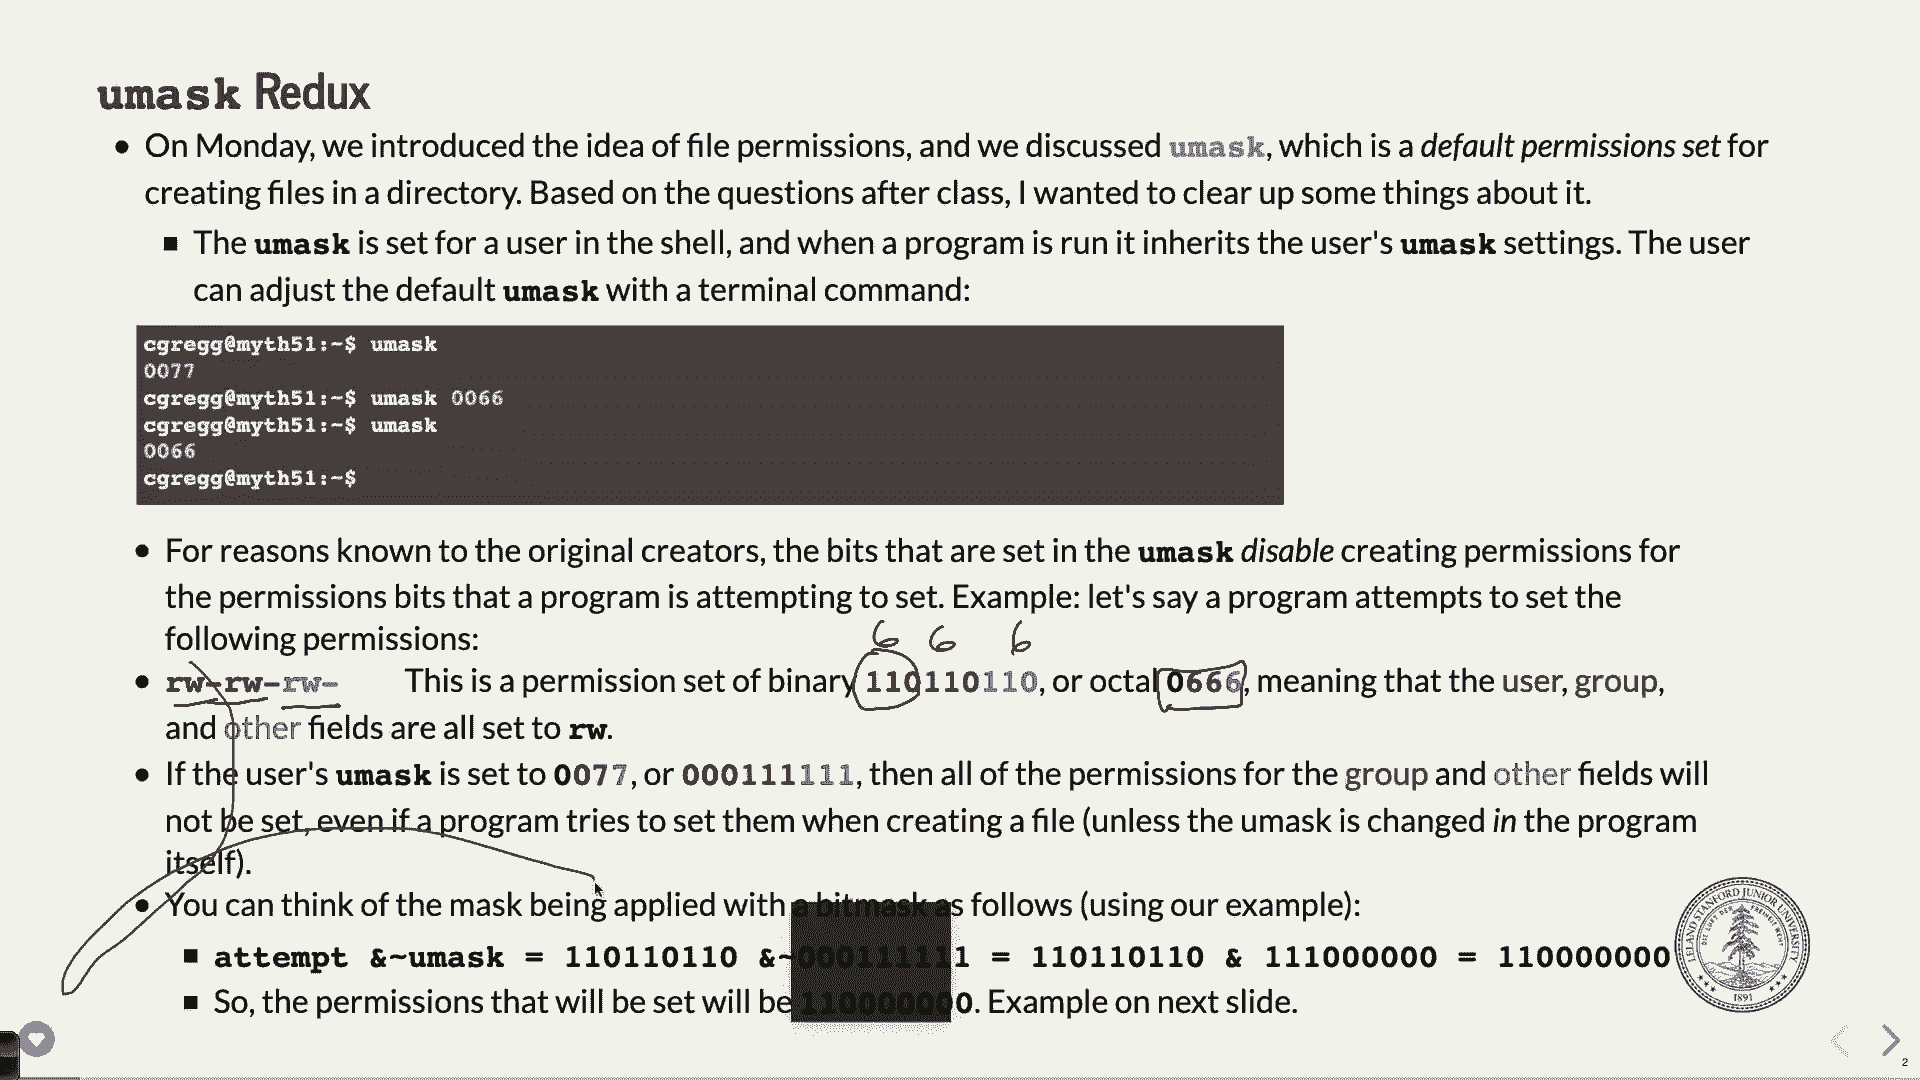 umask Redux
On Monday, we introduced the idea of file permissions, and we discussed umask, which is a default permissions set for
creating files in a directory. Based on the questions after class, I wanted to clear up some things about it.
The umask is set for a user in the shell, and when a program is run it inherits the user's umask settings. The user
can adjust the default umask with a terminal command:
cgregg@myth51:~$ umask
0077
cgregg@myth51:~$ umask 0066
cgregg@myth51:~$ umask
0066
cgregg@myth51:~$
For reasons known to the original creators, the bits that are set in the umask disable creating permissions for
the permissions bits that a program is attempting to set. Example: let's say a program attempts to set the
following permissions:
6 6 6
rw-rw-rw- This is a permission set of binary 110110110, or octal 0666, meaning that the user, group,
and other fields are all set to rw.
If the user's umask is set to 0077, or 000111111, then all of the permissions for the group and other fields will
not be set, even if a program tries to set them when creating a file (unless the umask is changed in the program
itself).
You can think of the mask being applied with a bitmask as follows (using our example):
attempt &~umask = 110110110 &~000111111 = 110110110 & 111000000 = 110000000
So, the permissions that will be set will be 110000000. Example on next slide.
LELAND STANFORD JUNIOR UNIVERSITY
1891
2